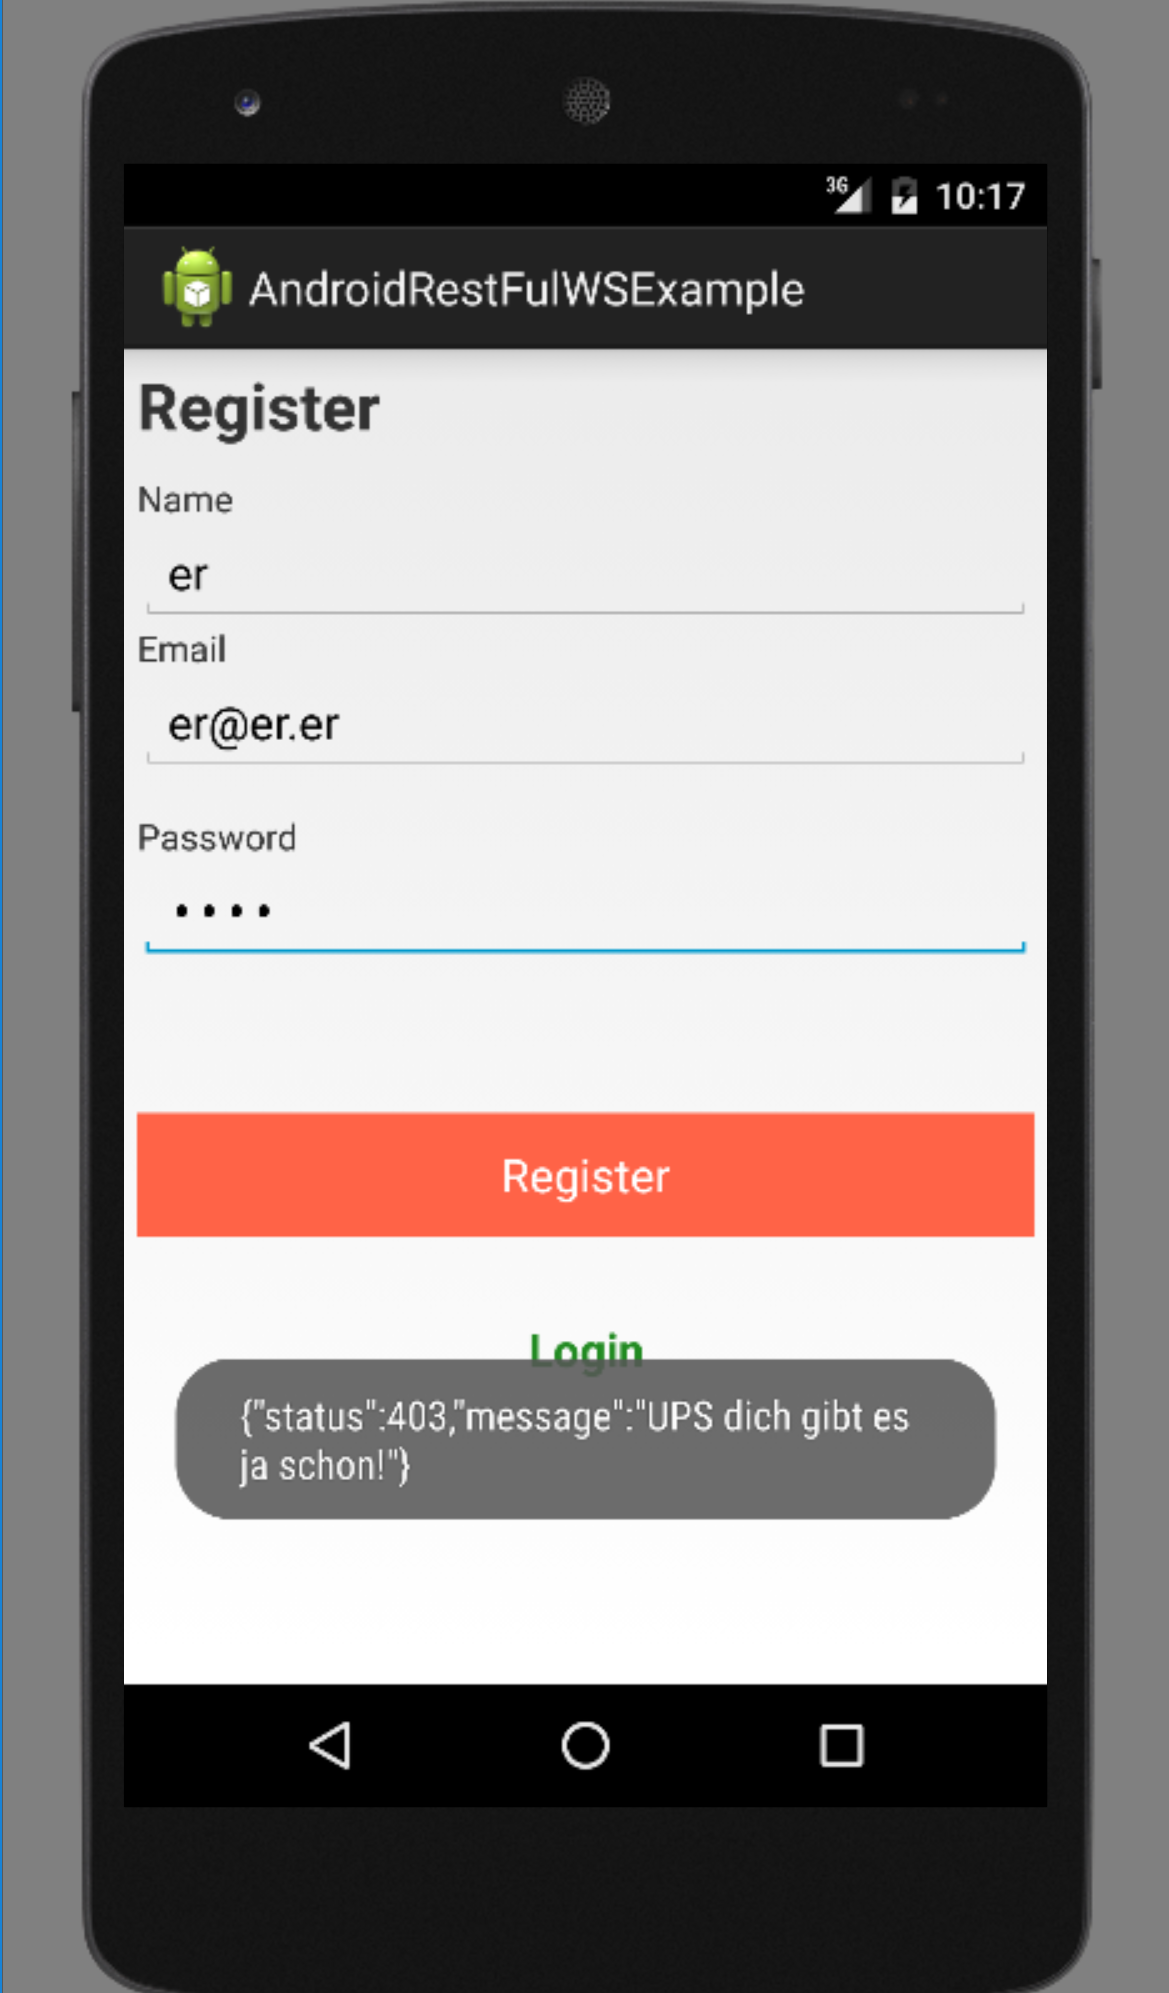 3G 10:17
AndroidRestFulWSExample
Register
Name
er
Email
er@er.er
Password
••••
Register
Login
{"status":403,"message":"UPS dich gibt es
ja schon!"}